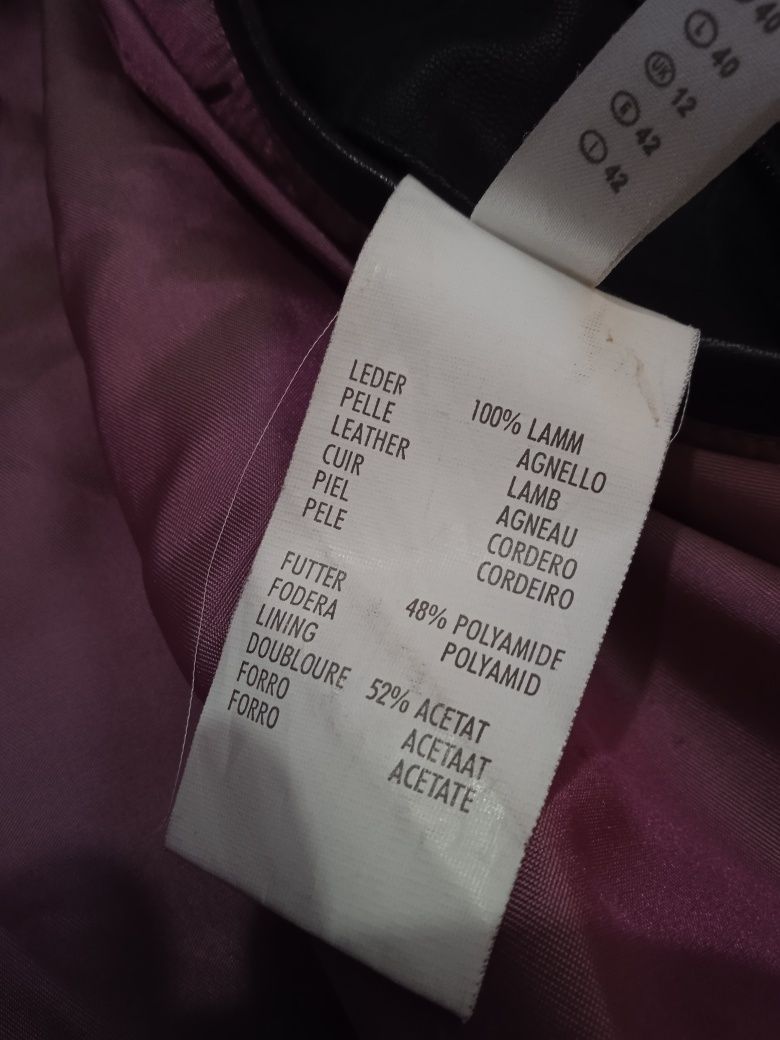 40
L 40
UK 12
E 42
I 42
LEDER 100% LAMM
PELLE AGNELLO
LEATHER LAMB
CUIR AGNEAU
PIEL CORDERO
PELE CORDEIRO
FUTTER 48% POLYAMIDE
FODERA POLYAMID
LINING 52% ACETAT
DOUBLOURE ACETAAT
FORRO ACETATE
FORRO